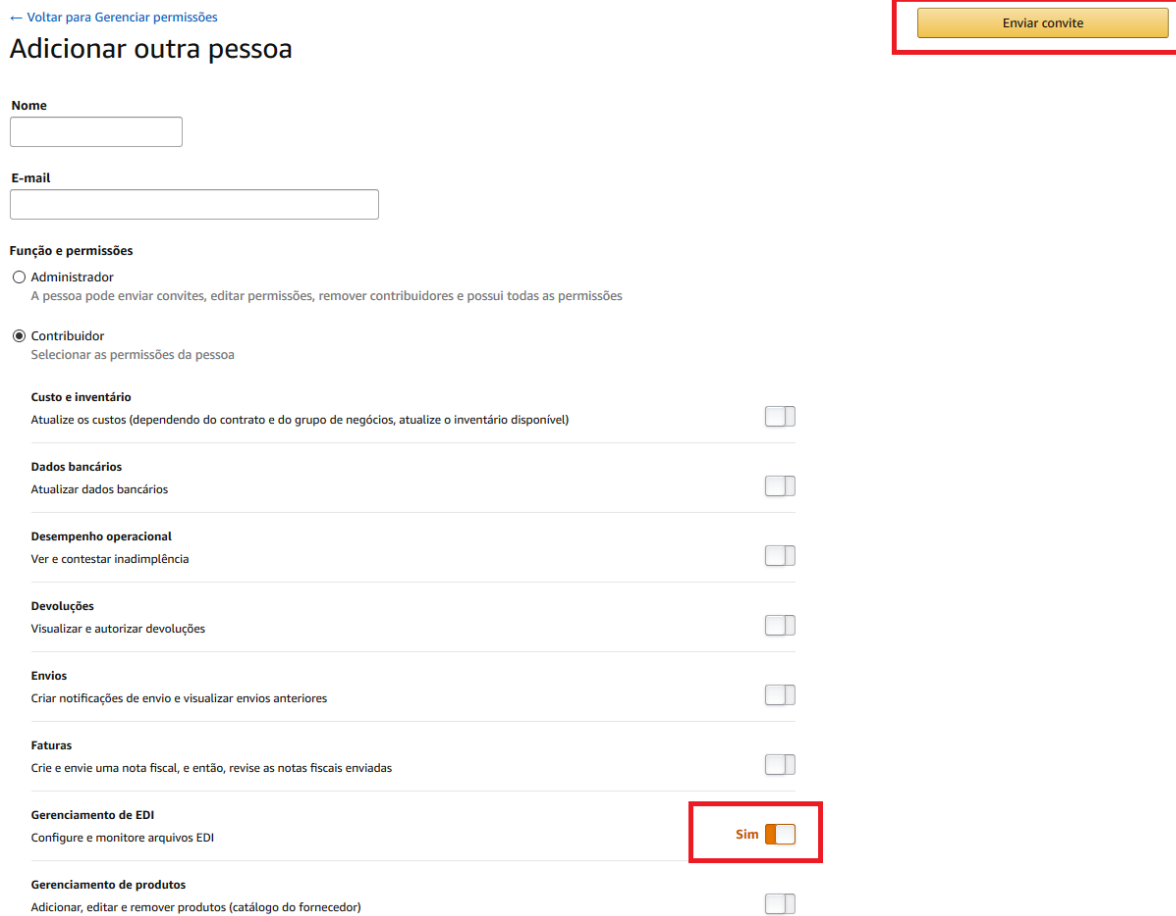 ← Voltar para Gerenciar permissões
Enviar convite
Adicionar outra pessoa
Nome
E-mail
Função e permissões
Administrador
A pessoa pode enviar convites, editar permissões, remover contribuidores e possui todas as permissões
Contribuidor
Selecionar as permissões da pessoa
Custo e inventário
Atualize os custos (dependendo do contrato e do grupo de negócios, atualize o inventário disponível)
Dados bancários
Atualizar dados bancários
Desempenho operacional
Ver e contestar inadimplência
Devoluções
Visualizar e autorizar devoluções
Envios
Criar notificações de envio e visualizar envios anteriores
Faturas
Crie e envie uma nota fiscal, e então, revise as notas fiscais enviadas
Gerenciamento de EDI
Configure e monitore arquivos EDI
Sim
Gerenciamento de produtos
Adicionar, editar e remover produtos (catálogo do fornecedor)